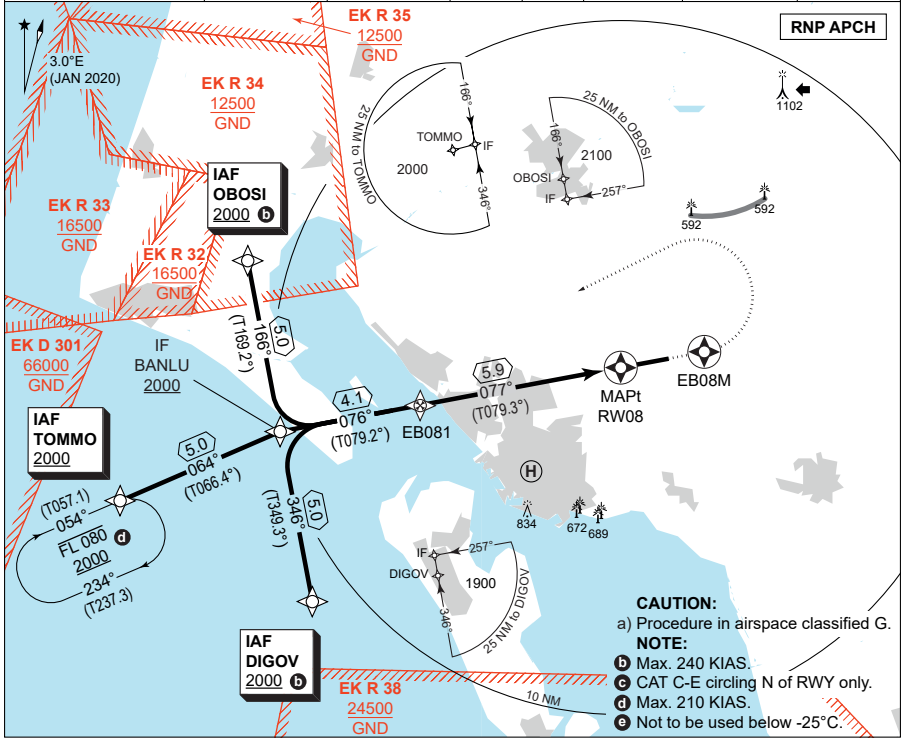 EK R 35
12500
GND
RNP APCH
3.0°E
(JAN 2020)
EK R 34
12500
GND
1102
25 NM to TOMMO
166°
TOMMO
IF
2000
346°
25 NM to OBOSI
166°
2100
OBOSI
IF
257°
IAF
OBOSI
2000 b
592
592
EK R 33
16500
GND
EK R 32
16500
GND
EK D 301
66000
GND
IF
BANLU
2000
5.0
166°
(T169.2°)
4.1
076°
(T079.2°)
EB081
5.9
077°
(T079.3°)
MAPt
RW08
EB08M
IAF
TOMMO
2000
5.0
064°
(T066.4°)
(T057.1)
054°
FL 080
2000
d
234°
(T237.3)
5.0
346°
(T349.3°)
H
834
672
689
IF
257°
DIGOV
1900
346°
25 NM to DIGOV
IAF
DIGOV
2000 b
EK R 38
24500
GND
10 NM
CAUTION:
a) Procedure in airspace classified G.
NOTE:
b Max. 240 KIAS.
c CAT C-E circling N of RWY only.
d Max. 210 KIAS.
e Not to be used below -25°C.